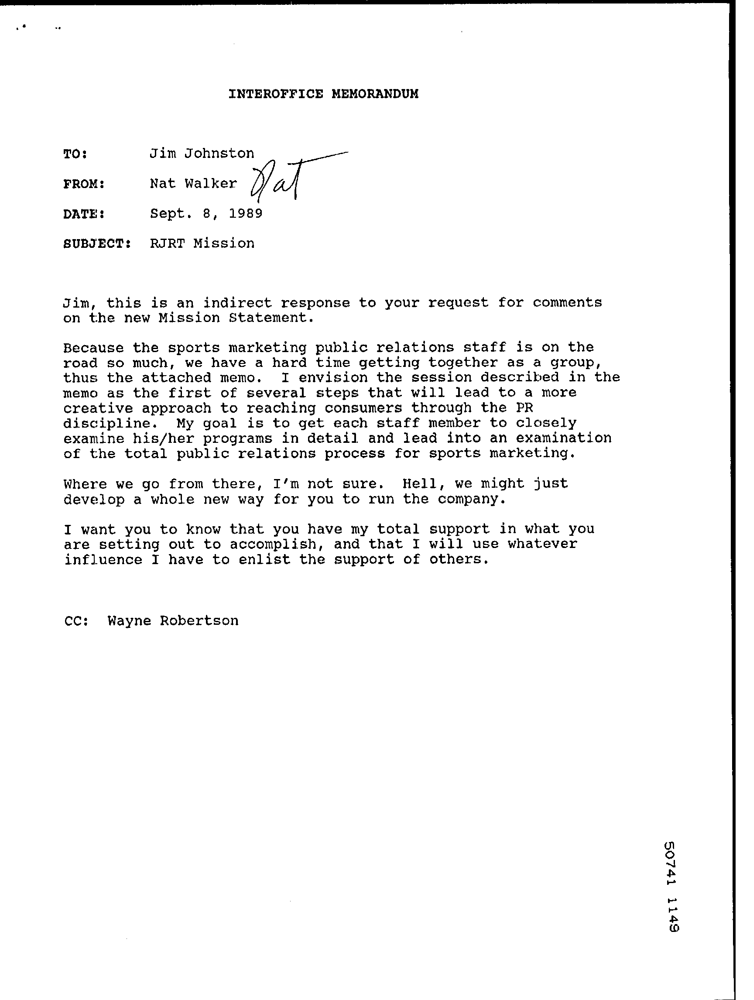 INTEROFFICE MEMORANDUM
TO: Jim Johnston
FROM: Nat Walker Nat
DATE: Sept. 8, 1989
SUBJECT: RJRT Mission
Jim, this is an indirect response to your request for comments
on the new Mission Statement.
Because the sports marketing public relations staff is on the
road so much, we have a hard time getting together as a group,
thus the attached memo. I envision the session described in the
memo as the first of several steps that will lead to a more
creative approach to reaching consumers through the PR
discipline. My goal is to get each staff member to closely
examine his/her programs in detail and lead into an examination
of the total public relations process for sports marketing.
Where we go from there, I'm not sure. Hell, we might just
develop a whole new way for you to run the company.
I want you to know that you have my total support in what you
are setting out to accomplish, and that I will use whatever
influence I have to enlist the support of others.
CC: Wayne Robertson
50741 1149